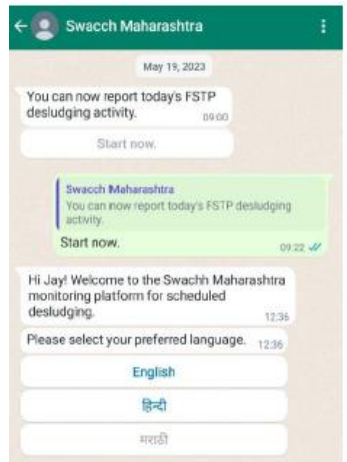 Swacch Maharashtra
May 19, 2023
You can now report today's FSTP
desludging activity.
09:00
Start now.
Swacch Maharashtra
You can now report today's FSTP desludging
activity.
Start now.
09:22
Hi Jay! Welcome to the Swachh Maharashtra
monitoring platform for scheduled
desludging.
12:36
Please select your preferred language.
12:36
English
हिन्दी
मराठी